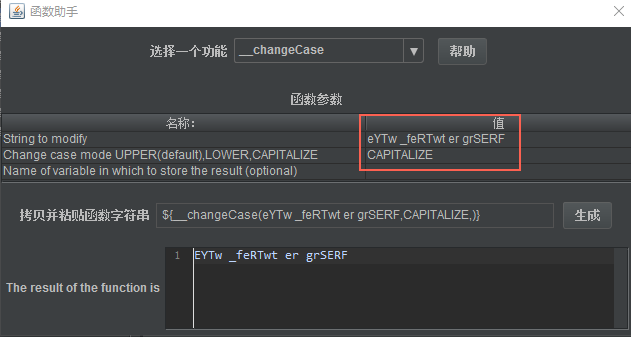 函数助手
选择一个功能 __changeCase 帮助
函数参数
名称: 值
String to modify eYTw _feRTwt er grSERF
Change case mode UPPER(default),LOWER,CAPITALIZE CAPITALIZE
Name of variable in which to store the result (optional)
拷贝并粘贴函数字符串 ${__changeCase(eYTw _feRTwt er grSERF,CAPITALIZE,)} 生成
1 EYTw _feRTwt er grSERF
The result of the function is